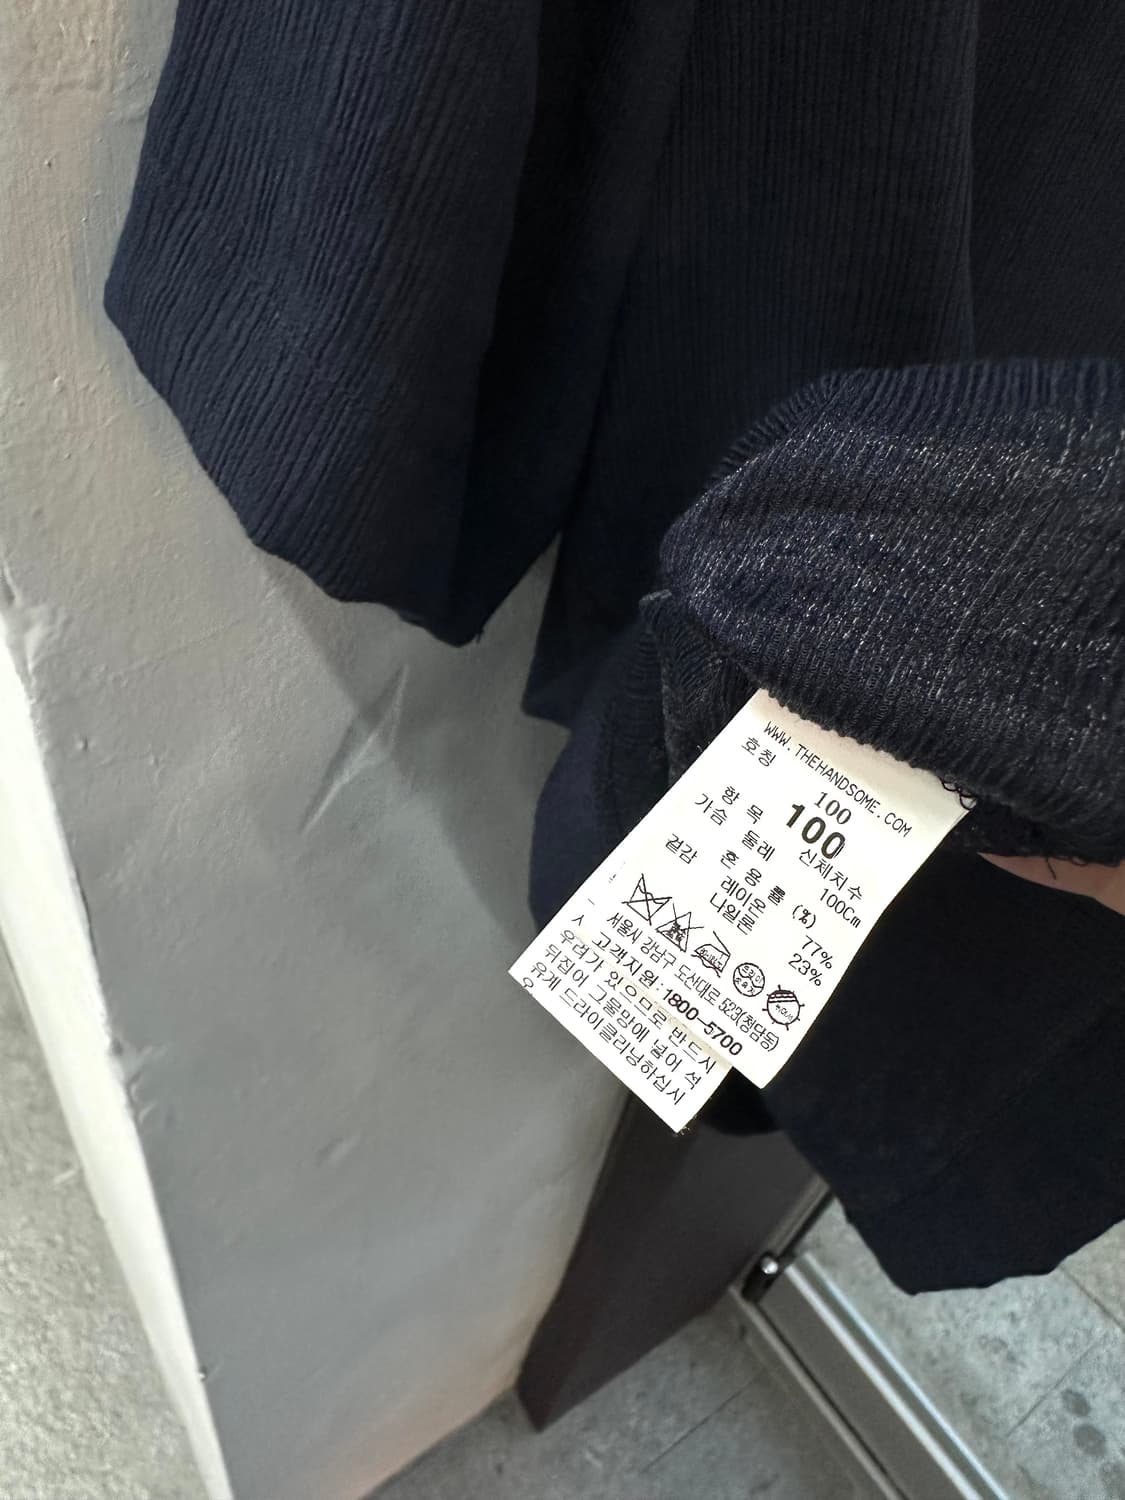 WWW.THEHANDSOME.COM
호칭 100
100
항 목 신체치수
가슴 둘레 100Cm
겉감 혼 용 률 (%)
레이온 77%
나일론 23%
서울시 강남구 도산대로 523(청담동)
고객지원:1800-5700
우려가 있으므로 반드시
뒤집어 그물망에 넣어 석
유계 드라이클리닝하십시